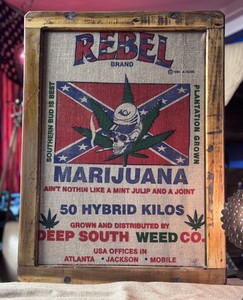 REBEL
BRAND
SOUTHERN BUD IS BEST
PLANTATION GROWN
MARIJUANA
AIN'T NOTHIN LIKE A MINT JULIP AND A JOINT
50 HYBRID KILOS
GROWN AND DISTRIBUTED BY
DEEP SOUTH WEED CO.
USA OFFICES IN
ATLANTA • JACKSON • MOBILE